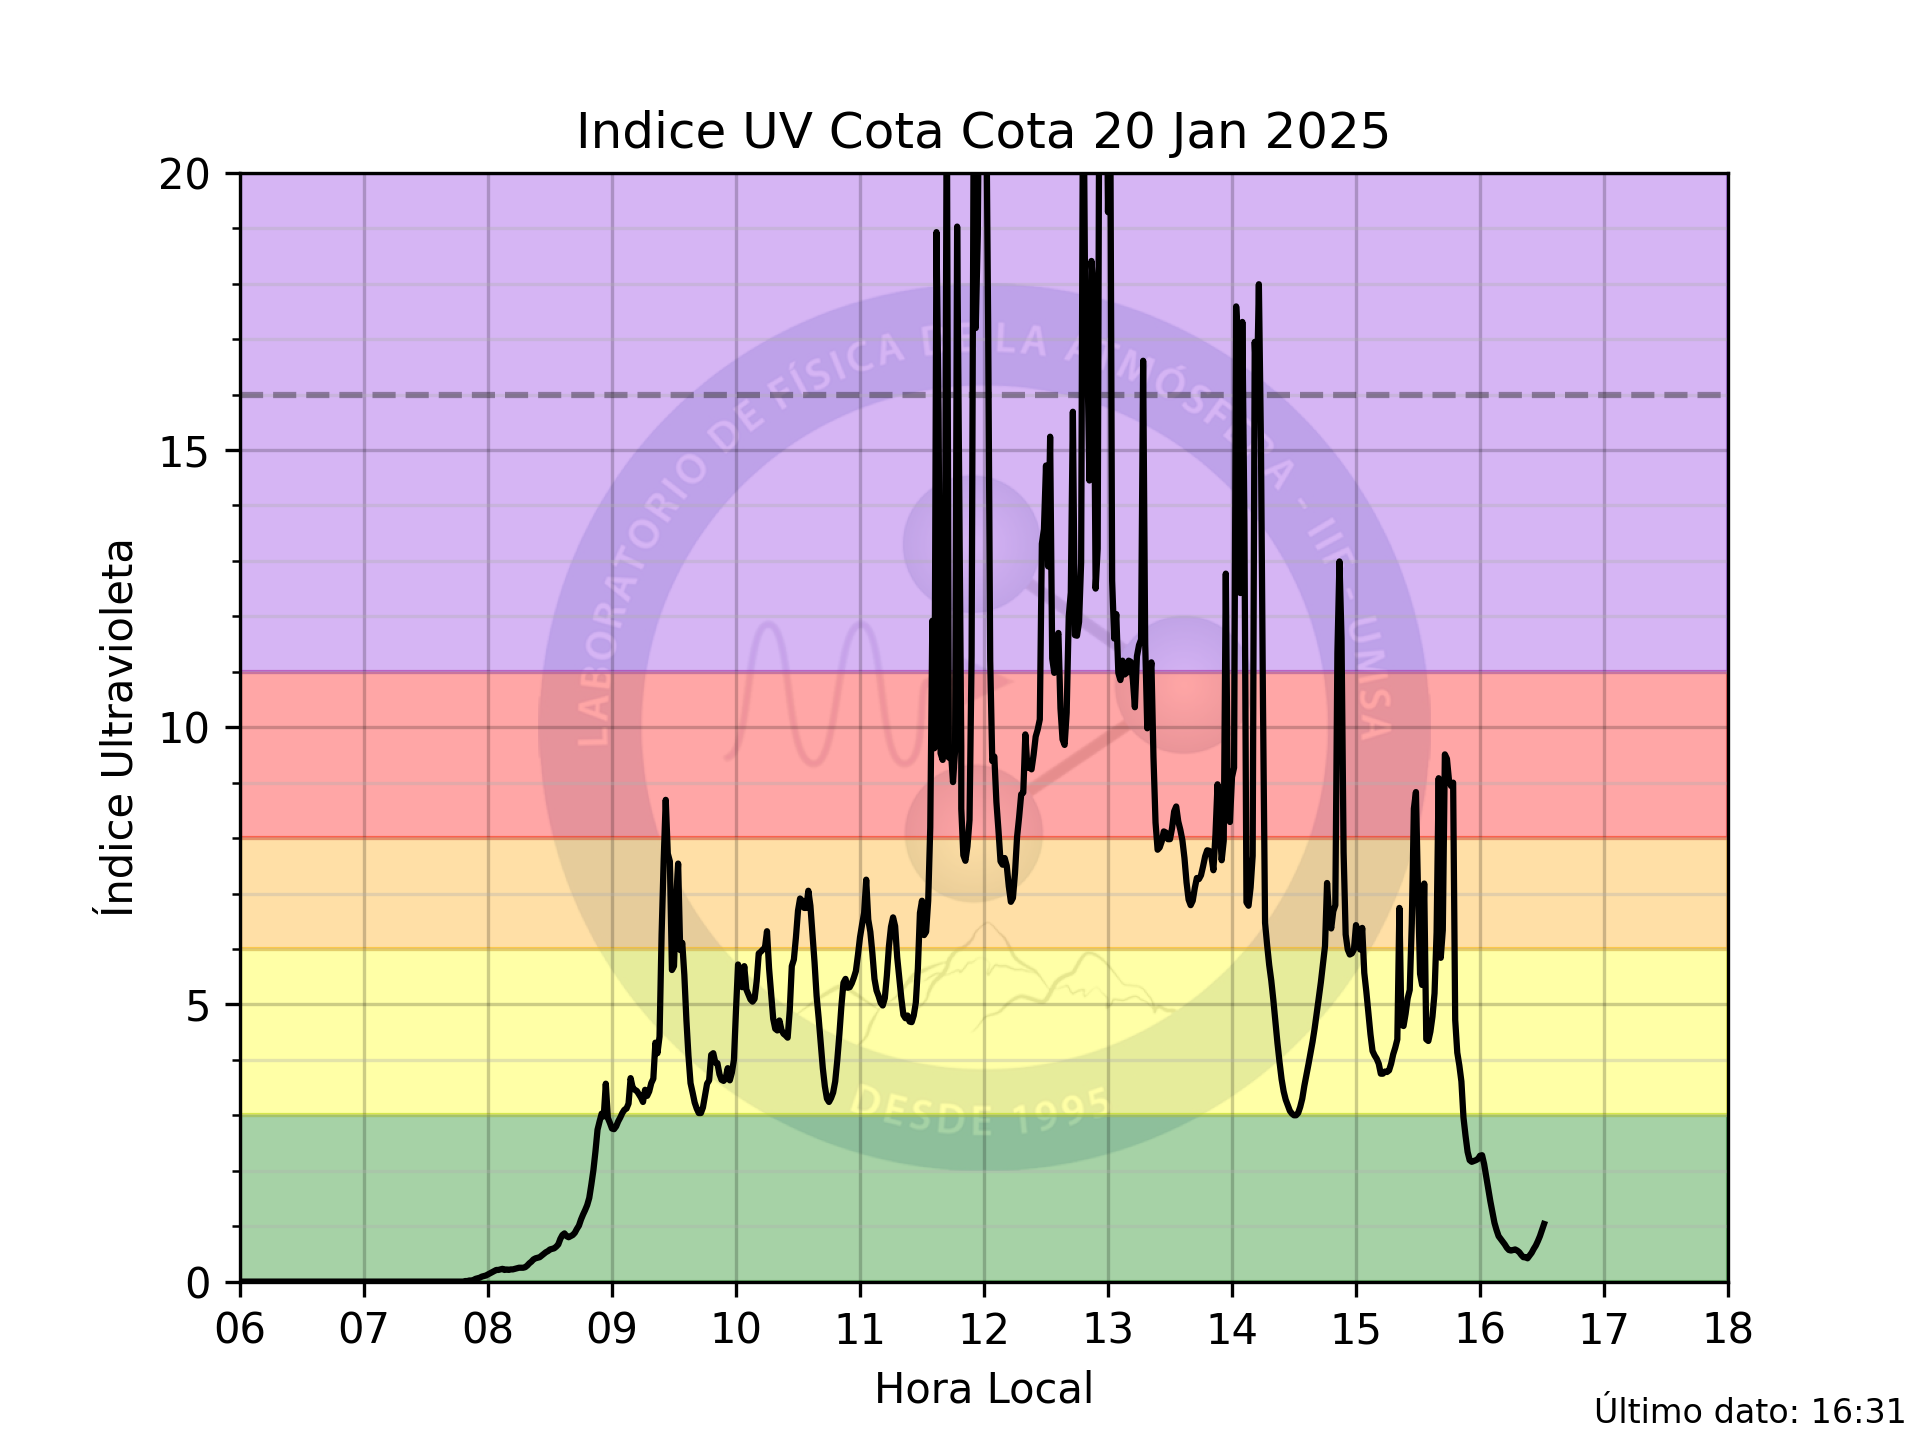 Indice UV Cota Cota 20 Jan 2025
20
15
10
5
0
Índice Ultravioleta
LABORATORIO DE FÍSICA DE LA ATMÓSFERA - IIF - UMSA
DESDE 1995
06 07 08 09 10 11 12 13 14 15 16 17 18
Hora Local
Último dato: 16:31